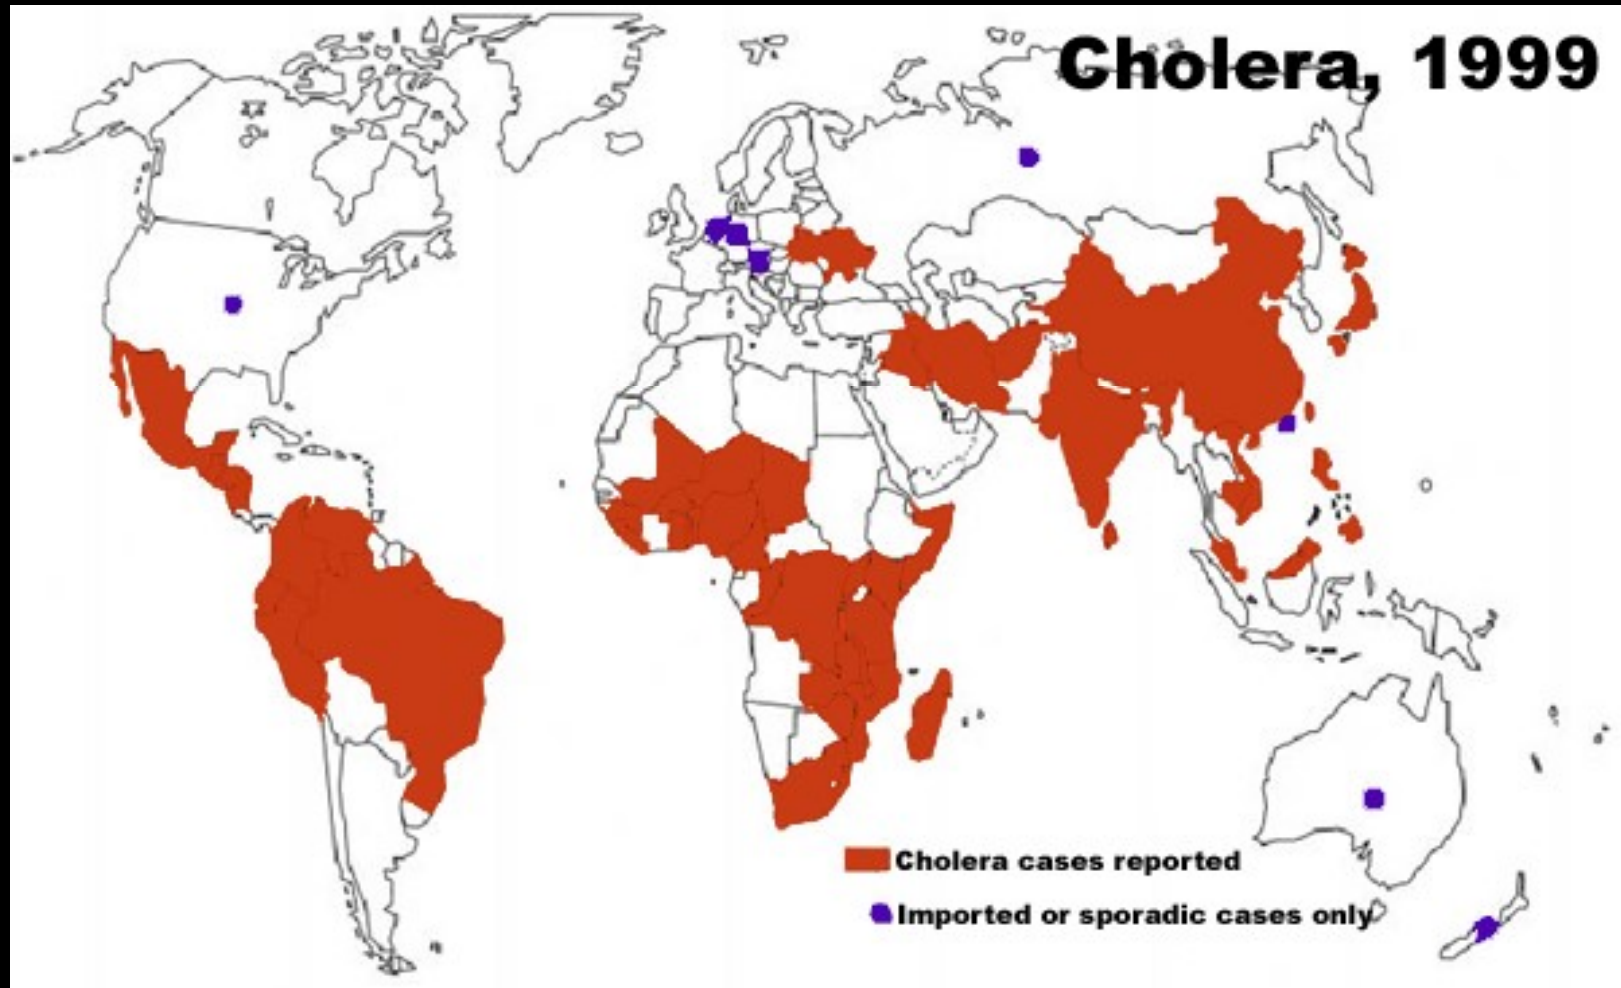 Cholera, 1999
Cholera cases reported
Imported or sporadic cases only